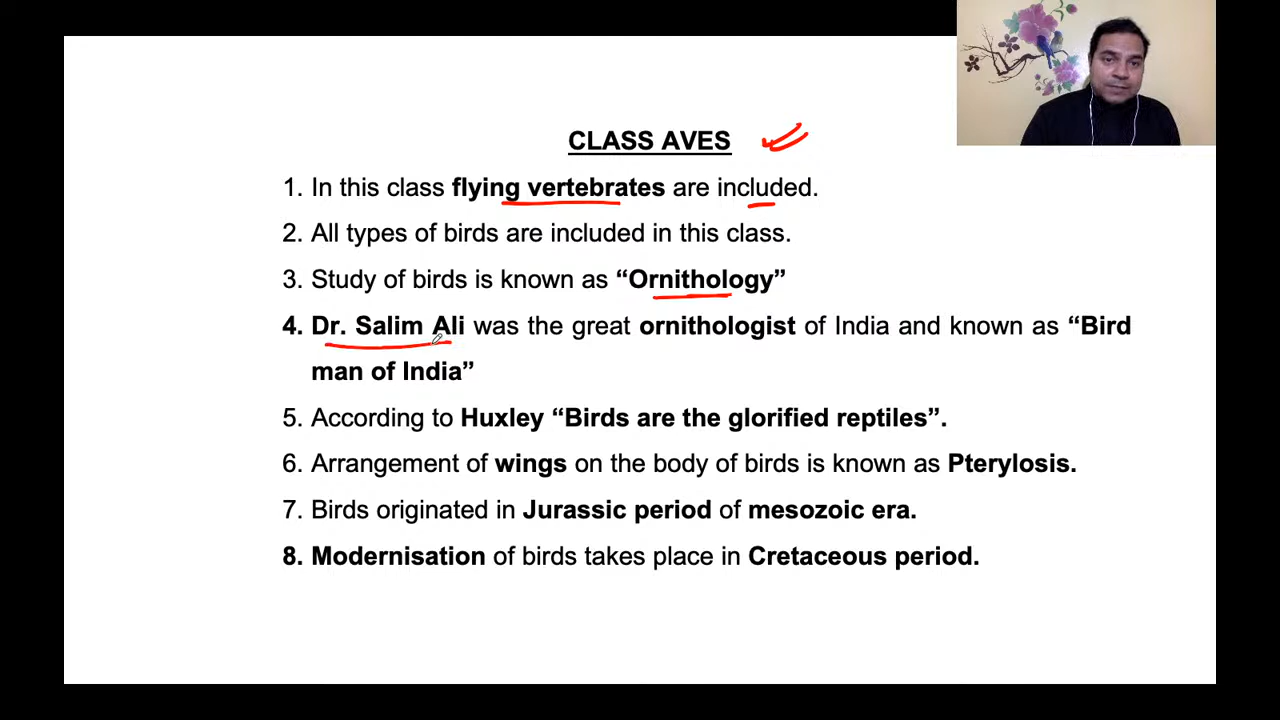 CLASS AVES
1. In this class flying vertebrates are included.
2. All types of birds are included in this class.
3. Study of birds is known as “Ornithology”
4. Dr. Salim Ali was the great ornithologist of India and known as “Bird
man of India”
5. According to Huxley “Birds are the glorified reptiles”.
6. Arrangement of wings on the body of birds is known as Pterylosis.
7. Birds originated in Jurassic period of mesozoic era.
8. Modernisation of birds takes place in Cretaceous period.